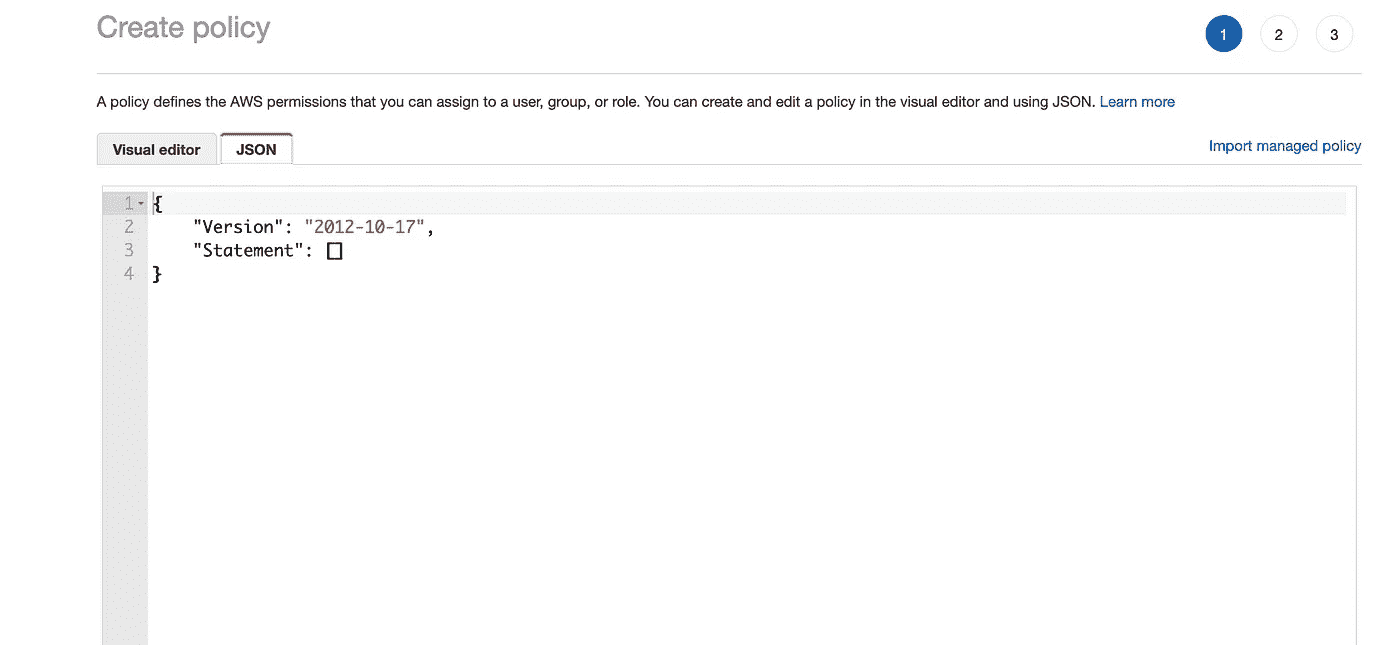 Create policy
1 2 3
A policy defines the AWS permissions that you can assign to a user, group, or role. You can create and edit a policy in the visual editor and using JSON. Learn more
Visual editor JSON Import managed policy
1 {
2 "Version": "2012-10-17",
3 "Statement": []
4 }